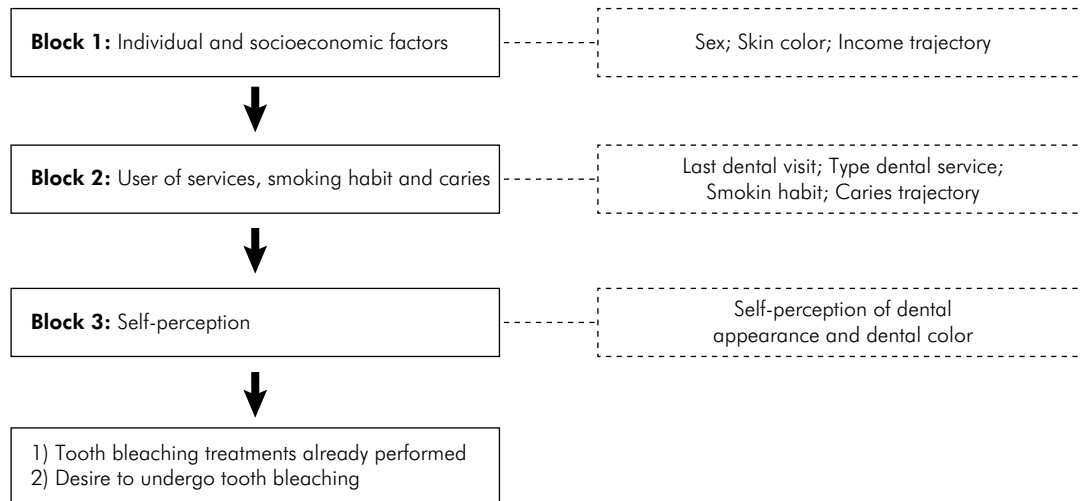 Block 1: Individual and socioeconomic factors
Sex; Skin color; Income trajectory
Block 2: User of services, smoking habit and caries
Last dental visit; Type dental service;
Smokin habit; Caries trajectory
Block 3: Self-perception
Self-perception of dental
appearance and dental color
1) Tooth bleaching treatments already performed
2) Desire to undergo tooth bleaching